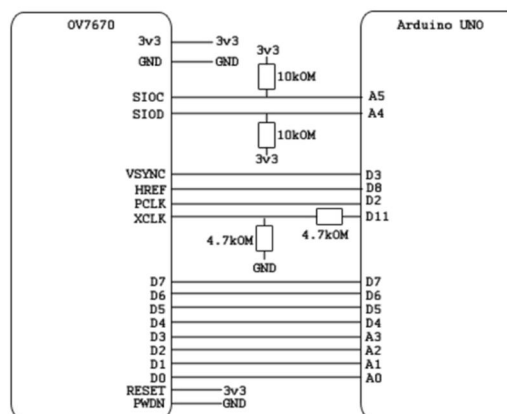 OV7670 Arduino UNO
3v3 3v3
GND GND
3v3
10kOM
SIOC A5
SIOD A4
10kOM
3v3
VSYNC D3
HREF D8
PCLK D2
XCLK D11
4.7kOM 4.7kOM
GND
D7 D7
D6 D6
D5 D5
D4 D4
D3 A3
D2 A2
D1 A1
D0 A0
RESET 3v3
PWDN GND